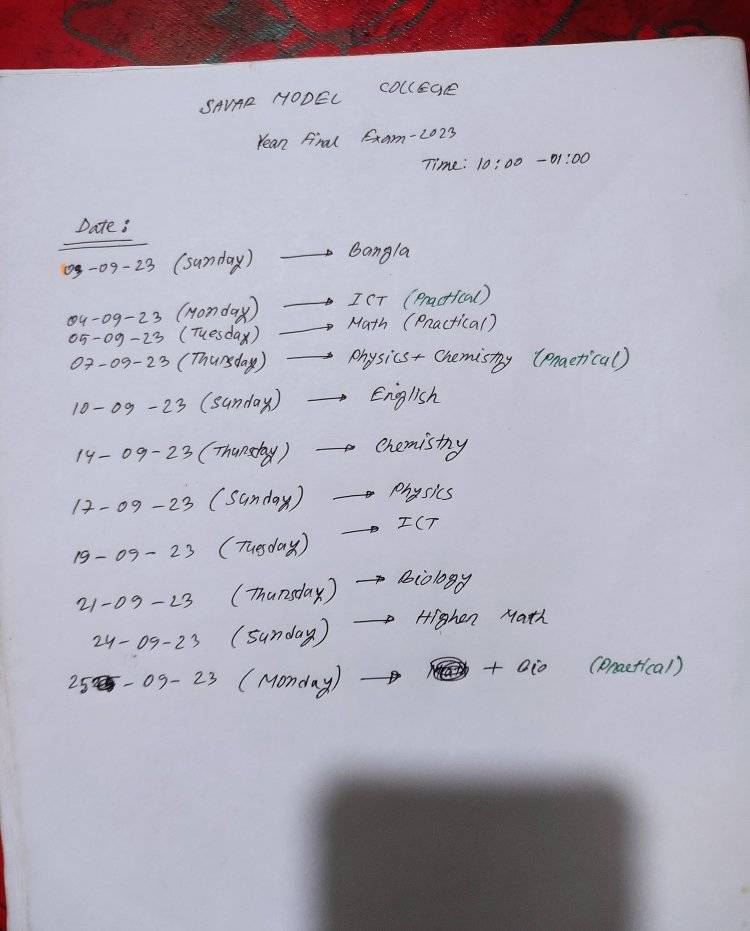 SAVAR MODEL COLLEGE
Year Final Exam-2023
Time: 10:00 -01:00
Date:
03-09-23 (Sunday) → Bangla
04-09-23 (Monday) → ICT (Practical)
05-09-23 (Tuesday) → Math (Practical)
07-09-23 (Thursday) → Physics + Chemistry (Practical)
10-09-23 (Sunday) → English
14-09-23 (Thursday) → Chemistry
17-09-23 (Sunday) → Physics
19-09-23 (Tuesday) → ICT
21-09-23 (Thursday) → Biology
24-09-23 (Sunday) → Higher Math
25-09-23 (Monday) → + Bio (Practical)